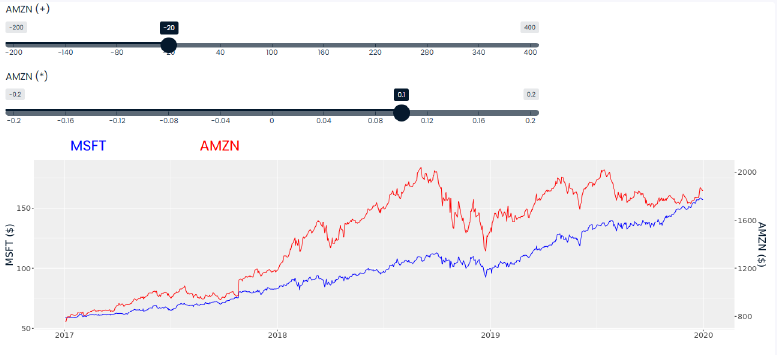 AMZN (+)
-200 -20 400
-200 -140 -80 -20 40 100 160 220 280 340 400
AMZN (*)
-0.2 0.1 0.2
-0.2 -0.16 -0.12 -0.08 -0.04 0 0.04 0.08 0.12 0.16 0.2
MSFT AMZN
MSFT ($)
150
100
50
2000
1600
1200
800
AMZN ($)
2017 2018 2019 2020